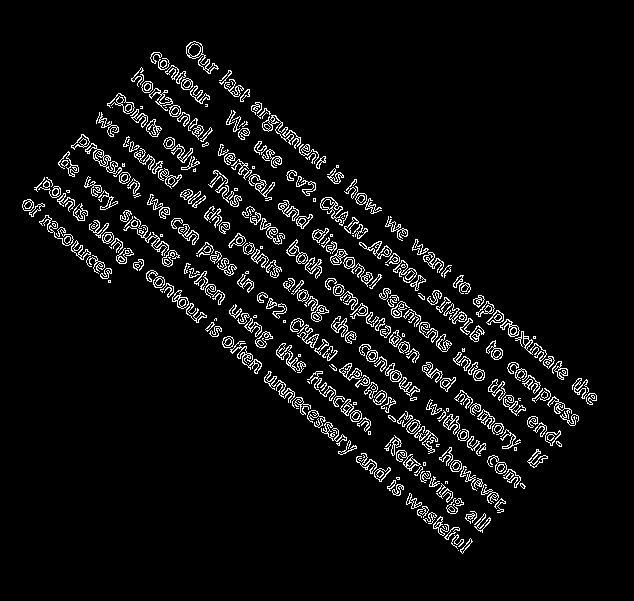 Our last argument is how we want to approximate the
contour. We use cv2.CHAIN_APPROX_SIMPLE to compress
horizontal, vertical, and diagonal segments into their end-
points only. This saves both computation and memory. If
we wanted all the points along the contour, without com-
pression, we can pass in cv2.CHAIN_APPROX_NONE; however,
be very sparing when using this function. Retrieving all
points along a contour is often unnecessary and is wasteful
of resources.